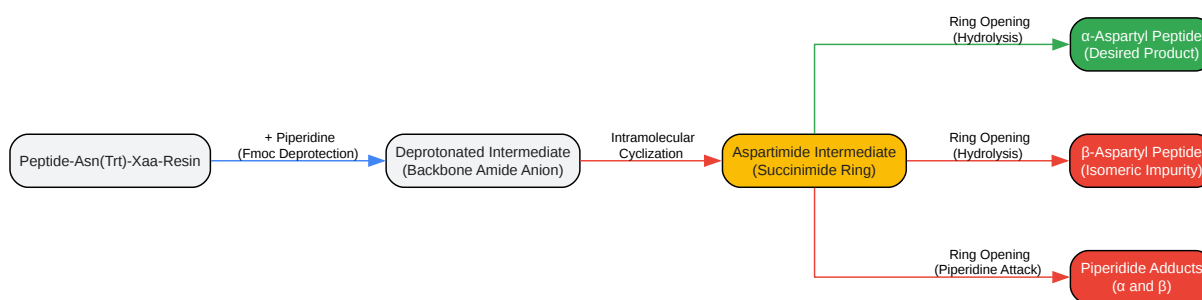 Peptide-Asn(Trt)-Xaa-Resin
+ Piperidine
(Fmoc Deprotection)
Deprotonated Intermediate
(Backbone Amide Anion)
Intramolecular
Cyclization
Aspartimide Intermediate
(Succinimide Ring)
Ring Opening
(Hydrolysis)
α-Aspartyl Peptide
(Desired Product)
Ring Opening
(Hydrolysis)
β-Aspartyl Peptide
(Isomeric Impurity)
Ring Opening
(Piperidine Attack)
Piperidide Adducts
(α and β)